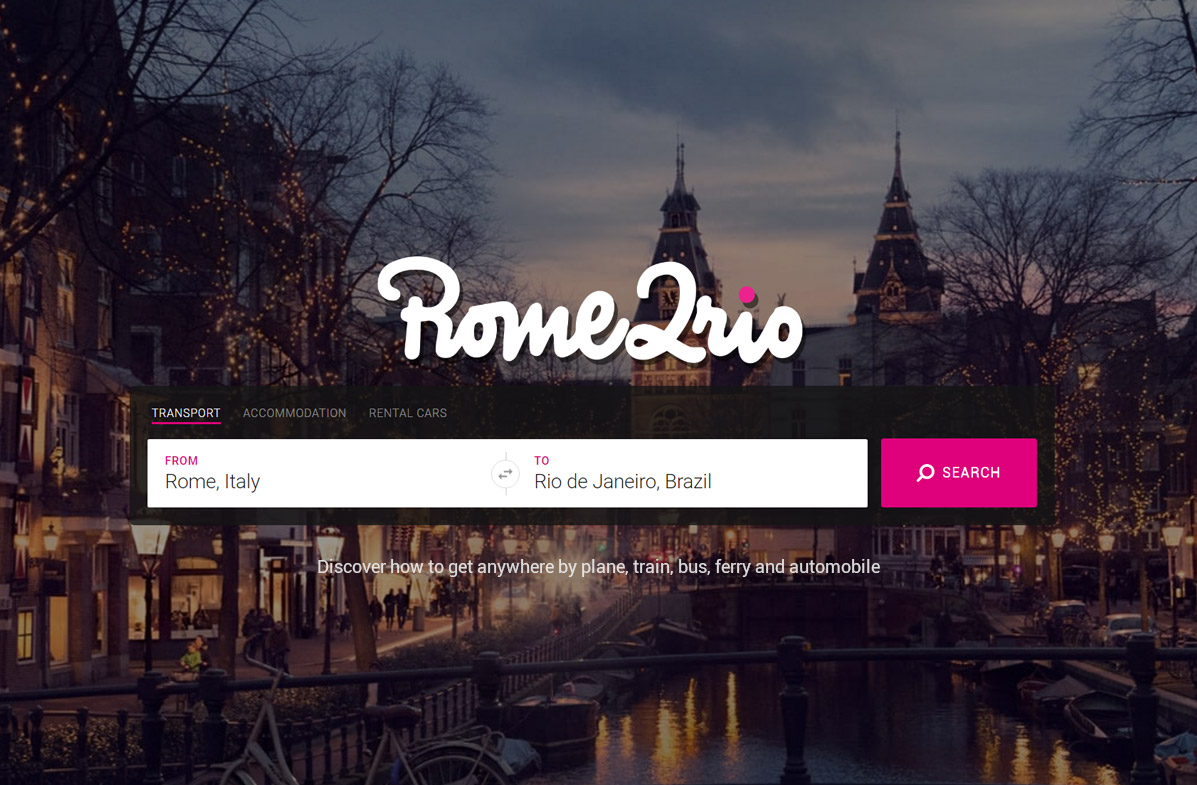 Rome2rio
TRANSPORT ACCOMMODATION RENTAL CARS
FROM TO
Rome, Italy Rio de Janeiro, Brazil
SEARCH
Discover how to get anywhere by plane, train, bus, ferry and automobile